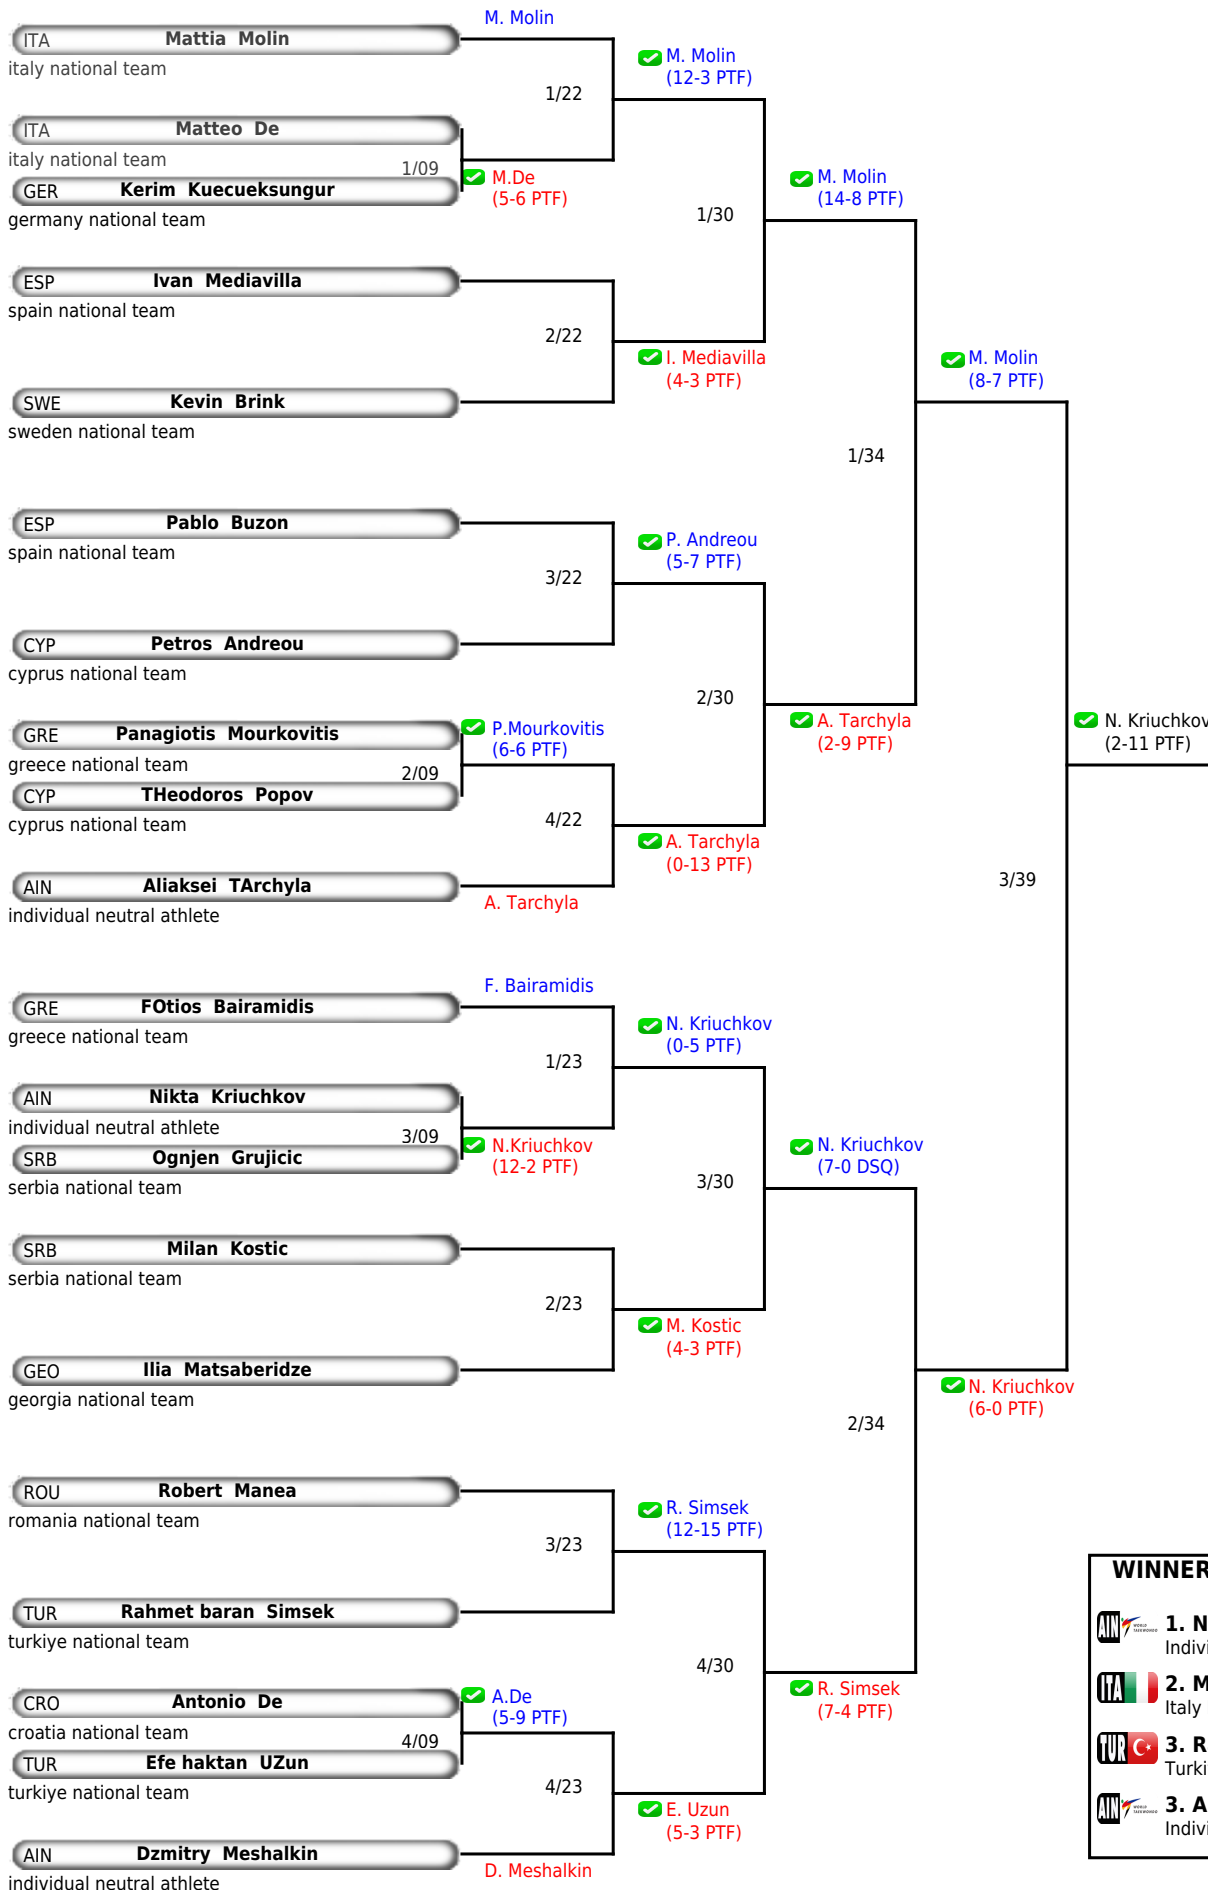 M. Molin
ITA Mattia Molin
italy national team
M. Molin
(12-3 PTF)
1/22
ITA Matteo De
italy national team
1/09
M.De
(5-6 PTF)
GER Kerim Kuecueksungur
germany national team
M. Molin
(14-8 PTF)
1/30
ESP Ivan Mediavilla
spain national team
2/22
I. Mediavilla
(4-3 PTF)
M. Molin
(8-7 PTF)
SWE Kevin Brink
sweden national team
1/34
ESP Pablo Buzon
spain national team
P. Andreou
(5-7 PTF)
3/22
CYP Petros Andreou
cyprus national team
2/30
GRE Panagiotis Mourkovitis
greece national team
P.Mourkovitis
(6-6 PTF)
A. Tarchyla
(2-9 PTF)
N. Kriuchkov
(2-11 PTF)
2/09
CYP THeodoros Popov
cyprus national team
4/22
A. Tarchyla
(0-13 PTF)
AIN Aliaksei TArchyla
individual neutral athlete
A. Tarchyla
3/39
F. Bairamidis
GRE FOtios Bairamidis
greece national team
N. Kriuchkov
(0-5 PTF)
1/23
AIN Nikta Kriuchkov
individual neutral athlete
3/09
N.Kriuchkov
(12-2 PTF)
SRB Ognjen Grujicic
serbia national team
N. Kriuchkov
(7-0 DSQ)
3/30
SRB Milan Kostic
serbia national team
2/23
M. Kostic
(4-3 PTF)
GEO Ilia Matsaberidze
georgia national team
N. Kriuchkov
(6-0 PTF)
2/34
ROU Robert Manea
romania national team
R. Simsek
(12-15 PTF)
3/23
TUR Rahmet baran Simsek
turkiye national team
4/30
CRO Antonio De
croatia national team
A.De
(5-9 PTF)
R. Simsek
(7-4 PTF)
4/09
TUR Efe haktan UZun
turkiye national team
4/23
E. Uzun
(5-3 PTF)
AIN Dzmitry Meshalkin
individual neutral athlete
D. Meshalkin
WINNER
AIN 1. N
Indivi
ITA 2. M
Italy
TUR 3. R
Turki
AIN 3. A
Indivi